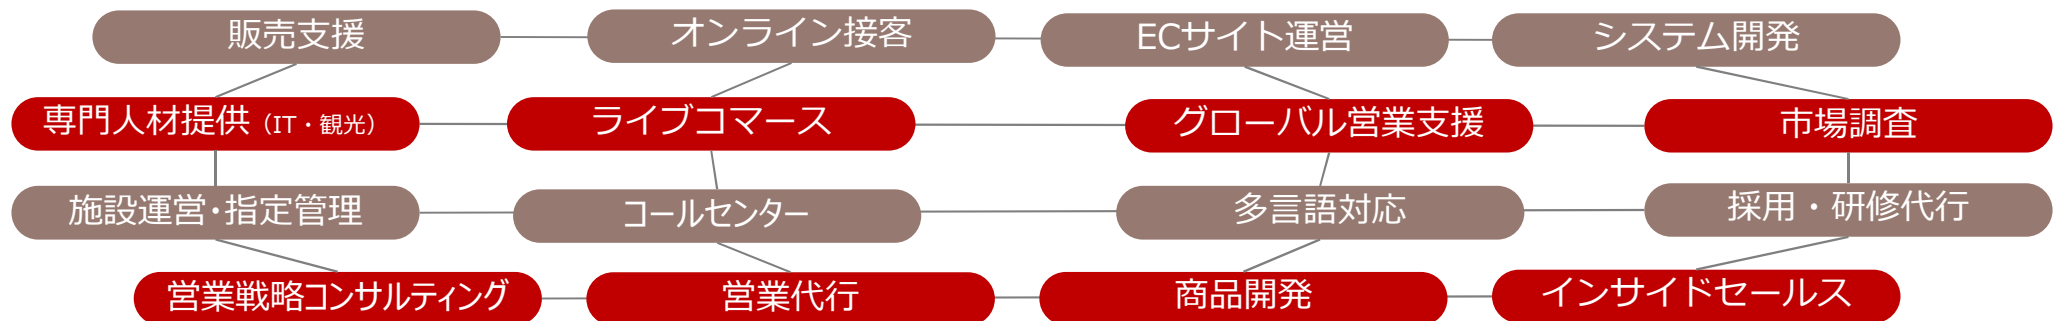 販売支援
オンライン接客
ECサイト運営
システム開発
専門人材提供（IT・観光）
ライブコマース
グローバル営業支援
市場調査
施設運営･指定管理
コールセンター
多言語対応
採用・研修代行
営業戦略コンサルティング
営業代行
商品開発
インサイドセールス